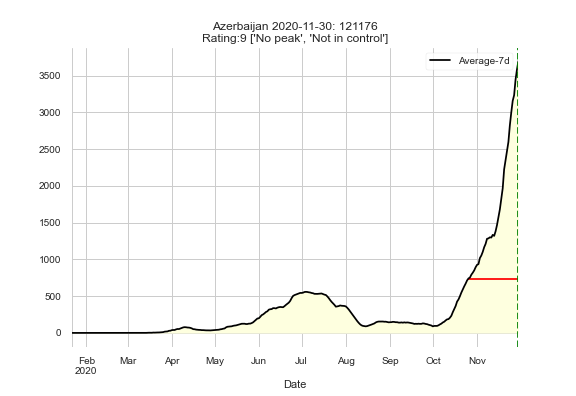 Azerbaijan 2020-11-30: 121176
Rating:9 ['No peak', 'Not in control']
Average-7d
3500
3000
2500
2000
1500
1000
500
0
Feb Mar Apr May Jun Jul Aug Sep Oct Nov
2020
Date